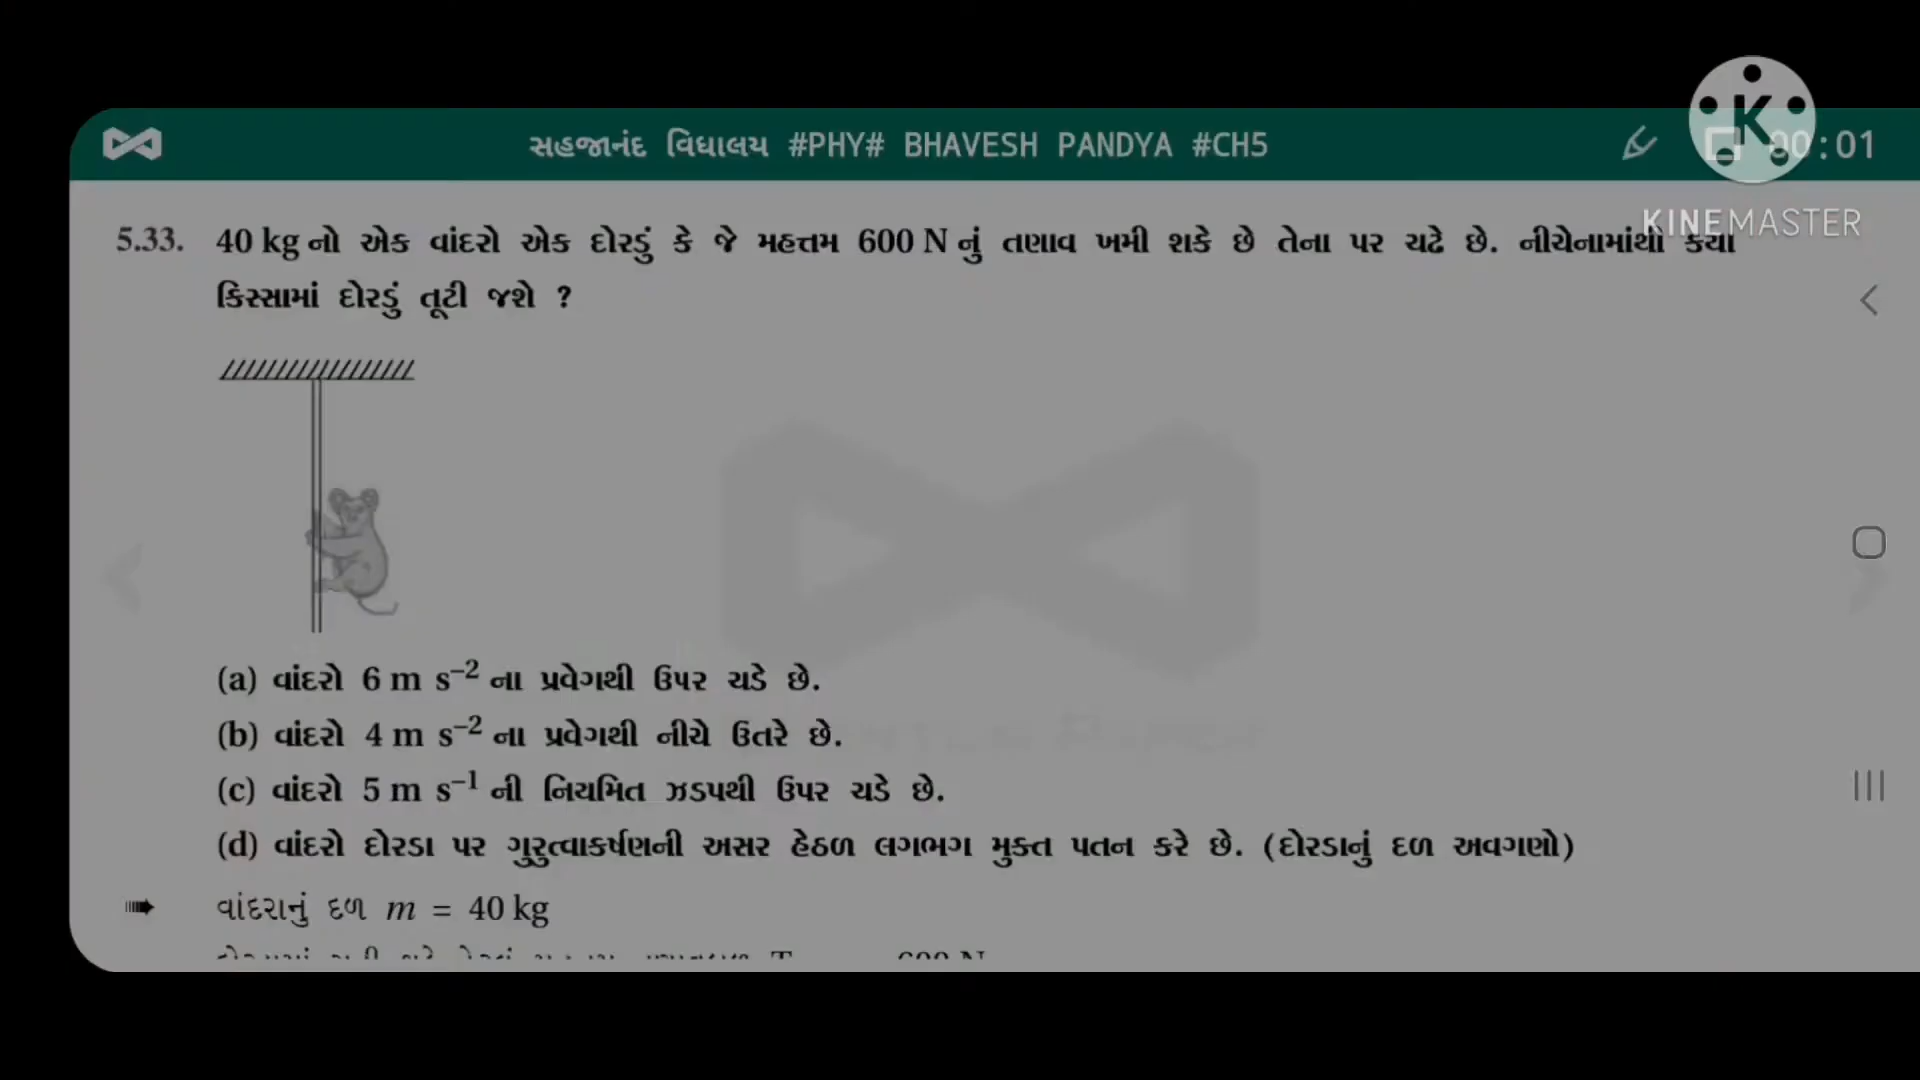 સહજાનંદ વિદ્યાલય #PHY# BHAVESH PANDYA #CH5
00:01
KINEMASTER
5.33. 40 kg નો એક વાંદરો એક દોરડું કે જે મહત્તમ 600 N નું તણાવ ખમી શકે છે તેના પર ચઢે છે. નીચેનામાંથી કયા
કિસ્સામાં દોરડું તૂટી જશે ?
(a) વાંદરો 6 m s⁻² ના પ્રવેગથી ઉપર ચડે છે.
(b) વાંદરો 4 m s⁻² ના પ્રવેગથી નીચે ઉતરે છે.
(c) વાંદરો 5 m s⁻¹ ની નિયમિત ઝડપથી ઉપર ચડે છે.
(d) વાંદરો દોરડા પર ગુરુત્વાકર્ષણની અસર હેઠળ લગભગ મુક્ત પતન કરે છે. (દોરડાનું દળ અવગણો)
➠ વાંદરાનું દળ m = 40 kg
600 N